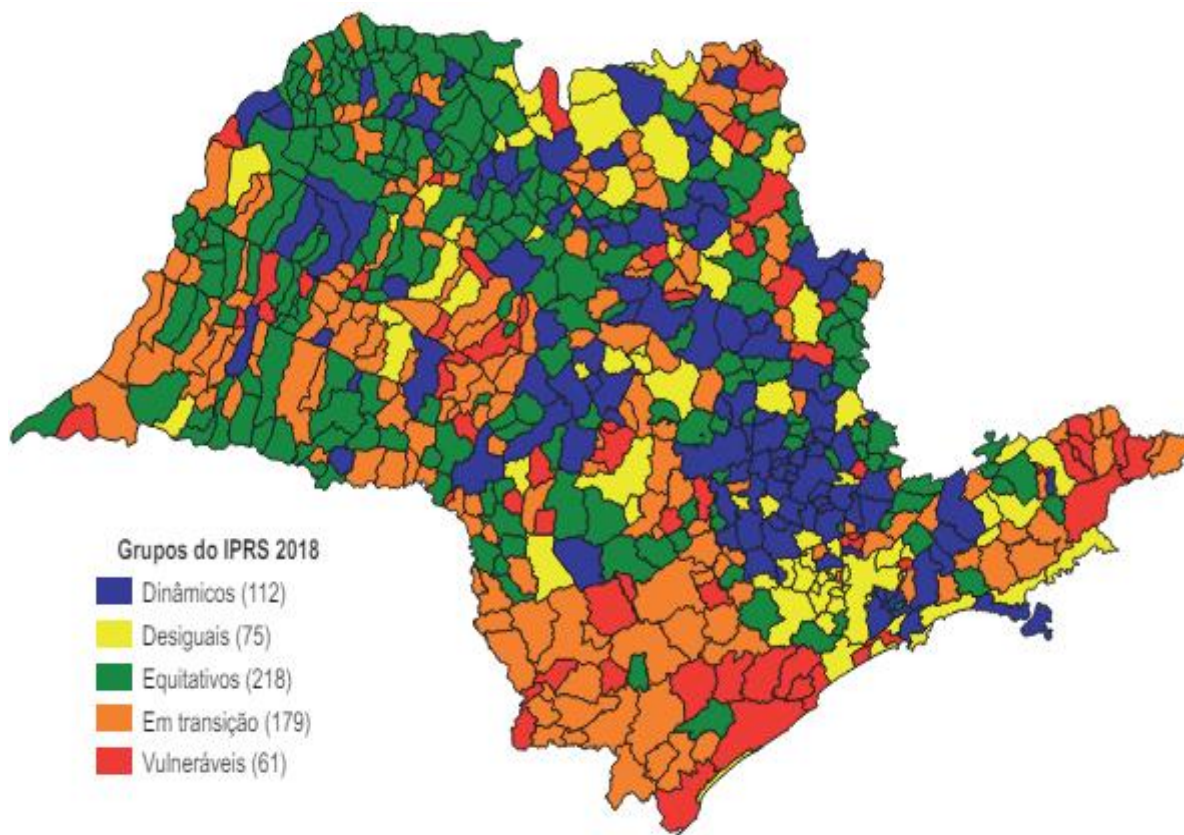 Grupos do IPRS 2018
Dinâmicos (112)
Desiguais (75)
Equitativos (218)
Em transição (179)
Vulneráveis (61)